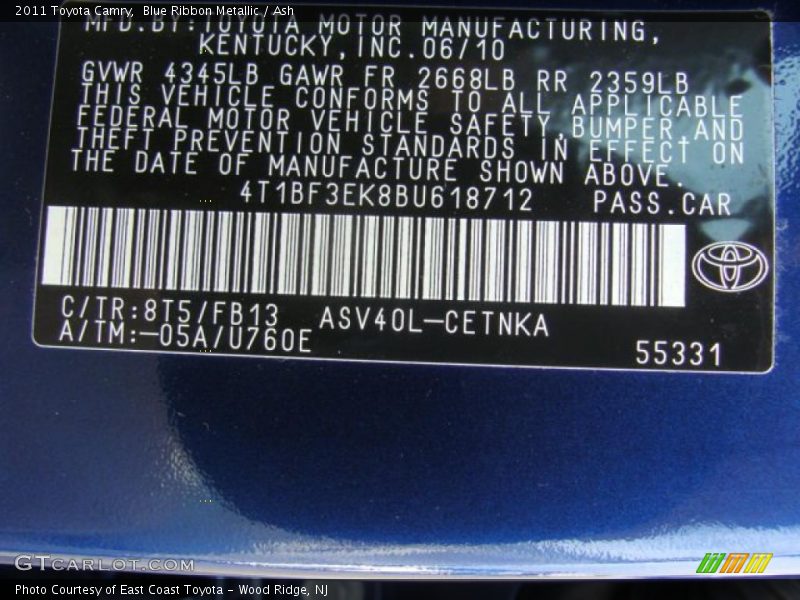 2011 Toyota Camry,  Blue Ribbon Metallic / Ash
MFD.BY:TOYOTA MOTOR MANUFACTURING,
KENTUCKY,INC.06/10
GVWR 4345LB GAWR FR 2668LB RR 2359LB
THIS VEHICLE CONFORMS TO ALL APPLICABLE
FEDERAL MOTOR VEHICLE SAFETY,BUMPER,AND
THEFT PREVENTION STANDARDS IN EFFECT ON
THE DATE OF MANUFACTURE SHOWN ABOVE.
4T1BF3EK8BU618712 PASS.CAR
C/TR:8T5/FB13 ASV40L-CETNKA
A/TM:-05A/U760E
55331
GTCARLOT.COM
Photo Courtesy of East Coast Toyota - Wood Ridge, NJ